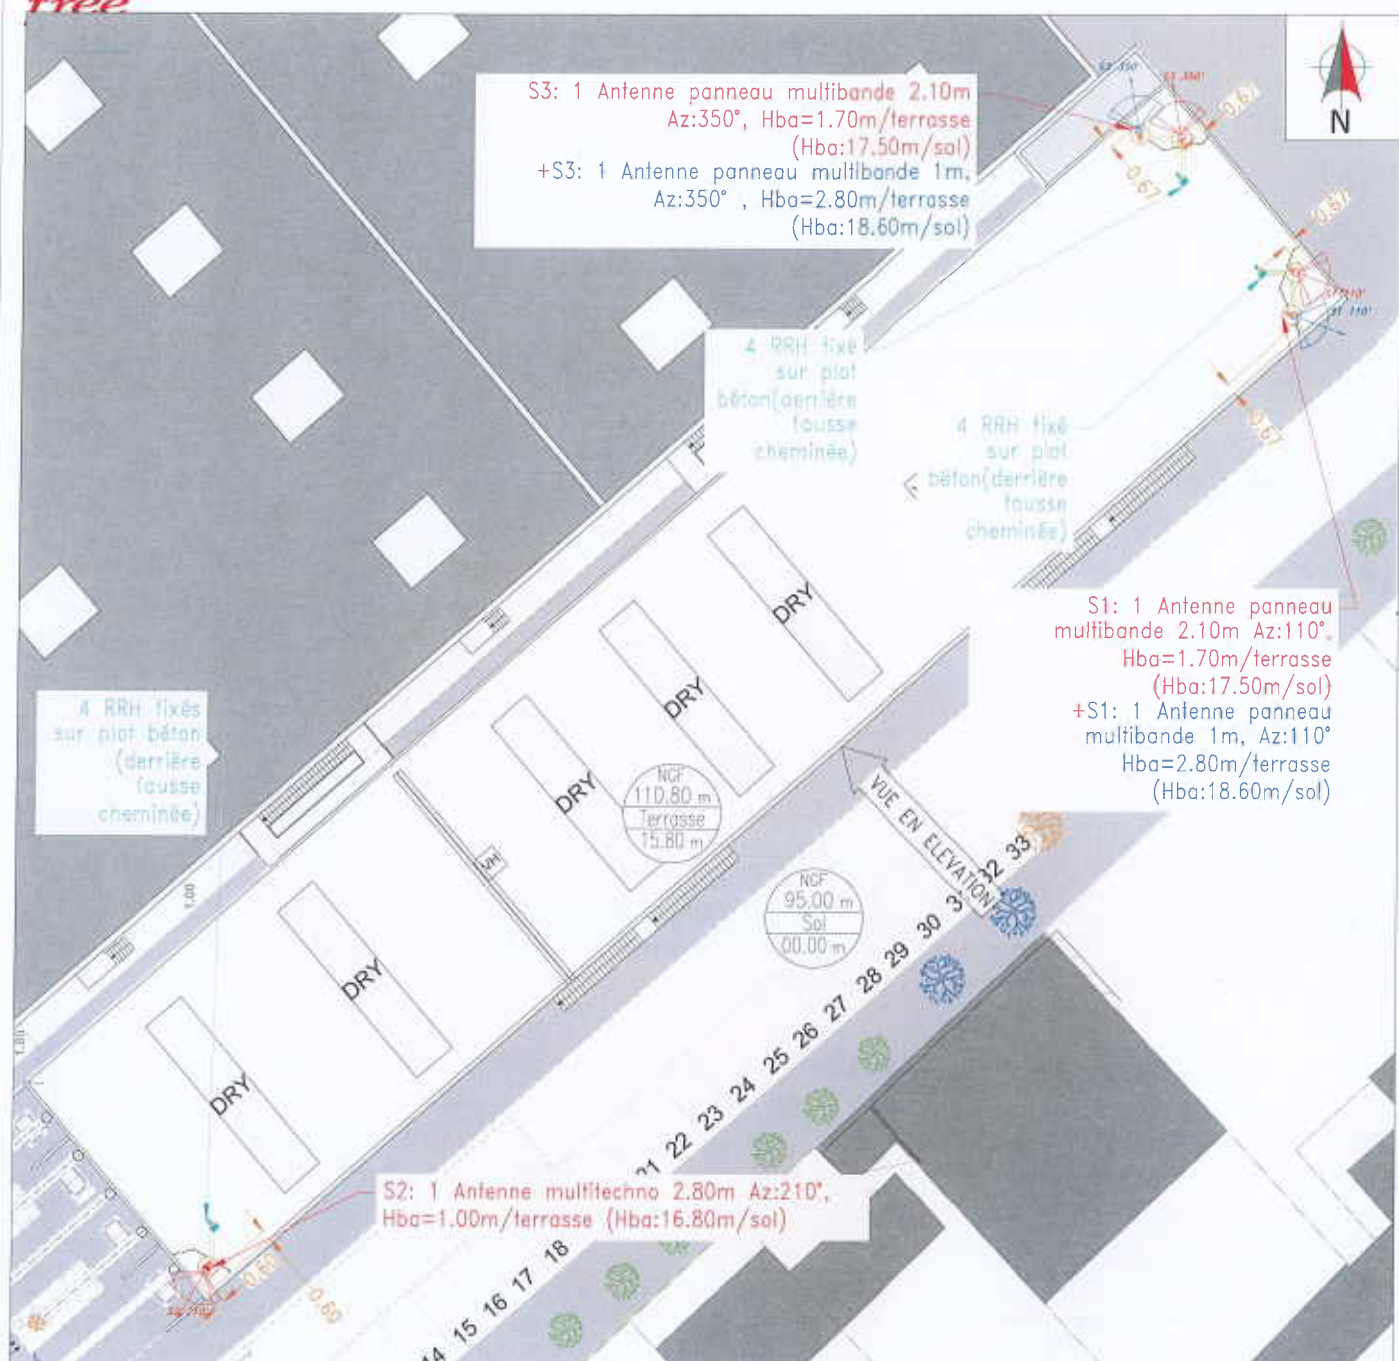 free
S3: 1 Antenne panneau multibande 2.10m
Az:350°, Hba=1.70m/terrasse
(Hba:17.50m/sol)
+S3: 1 Antenne panneau multibande 1m,
Az:350° , Hba=2.80m/terrasse
(Hba:18.60m/sol)
N
0.67
0.67
0.67
0.67
4 RRH fixé
sur plot
béton(derrière
fausse
cheminée)
4 RRH fixé
sur plot
béton(derrière
fausse
cheminée)
S1: 1 Antenne panneau
multibande 2.10m Az:110°,
Hba=1.70m/terrasse
(Hba:17.50m/sol)
+S1: 1 Antenne panneau
multibande 1m, Az:110°
Hba=2.80m/terrasse
(Hba:18.60m/sol)
4 RRH fixés
sur plot béton
(derrière
fausse
cheminée)
DRY
DRY
DRY
DRY
DRY
NGF
110.80 m
Terrasse
15.80 m
VH
VUE EN ELEVATION
NGF
95.00 m
Sol
00.00 m
1.00
1.80
33
32
30
29
28
27
26
25
24
23
22
21
18
17
16
15
14
S2: 1 Antenne multitechno 2.80m Az:210°,
Hba=1.00m/terrasse (Hba:16.80m/sol)
0.60
0.60